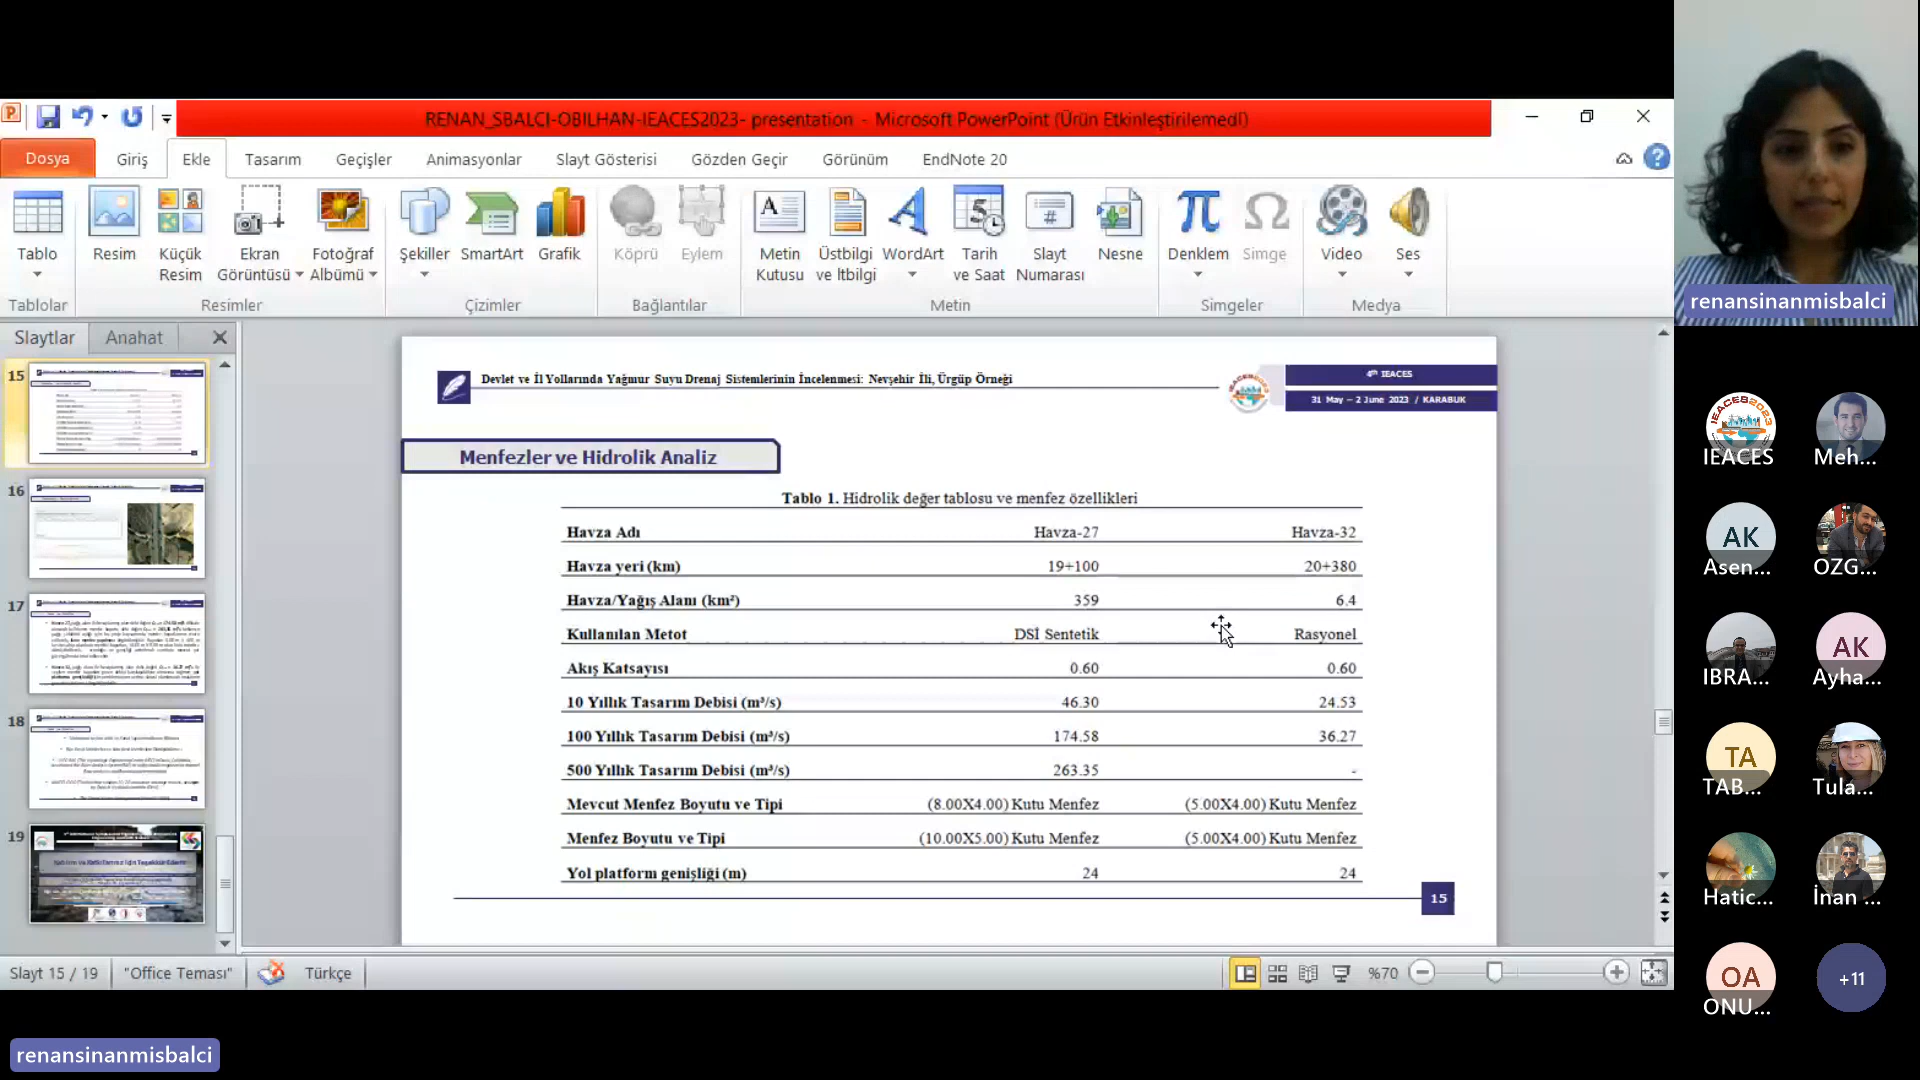 RENAN_SBALCI-OBILHAN-IEACES2023- presentation - Microsoft PowerPoint (Ürün Etkinleştirilemedi)
Dosya Giriş Ekle Tasarım Geçişler Animasyonlar Slayt Gösterisi Gözden Geçir Görünüm EndNote 20
Tablo Resim Küçük Resim Ekran Görüntüsü Fotoğraf Albümü Şekiller SmartArt Grafik Köprü Eylem Metin Kutusu Üstbilgi ve ltbilgi WordArt Tarih ve Saat Slayt Numarası Nesne Denklem Simge Video Ses
Tablolar Resimler Çizimler Bağlantılar Metin Simgeler Medya
renansinanmisbalci
Slaytlar Anahat
15
16
17
18
19
Devlet ve İl Yollarında Yağmur Suyu Drenaj Sistemlerinin İncelenmesi: Nevşehir İli, Ürgüp Örneği
IEACES2023
4th IEACES
31 May – 2 June 2023 / KARABUK
Menfezler ve Hidrolik Analiz
Tablo 1. Hidrolik değer tablosu ve menfez özellikleri
Havza Adı Havza-27 Havza-32
Havza yeri (km) 19+100 20+380
Havza/Yağış Alanı (km²) 359 6.4
Kullanılan Metot DSİ Sentetik Rasyonel
Akış Katsayısı 0.60 0.60
10 Yıllık Tasarım Debisi (m³/s) 46.30 24.53
100 Yıllık Tasarım Debisi (m³/s) 174.58 36.27
500 Yıllık Tasarım Debisi (m³/s) 263.35 -
Mevcut Menfez Boyutu ve Tipi (8.00X4.00) Kutu Menfez (5.00X4.00) Kutu Menfez
Menfez Boyutu ve Tipi (10.00X5.00) Kutu Menfez (5.00X4.00) Kutu Menfez
Yol platform genişliği (m) 24 24
15
Slayt 15 / 19 "Office Teması" Türkçe %70
IEACES2023
IEACES Meh...
AK
Asen... OZG...
AK
IBRA... Ayha...
TA
TAB... Tula...
Hatic... İnan ...
OA +11
ONU...
renansinanmisbalci